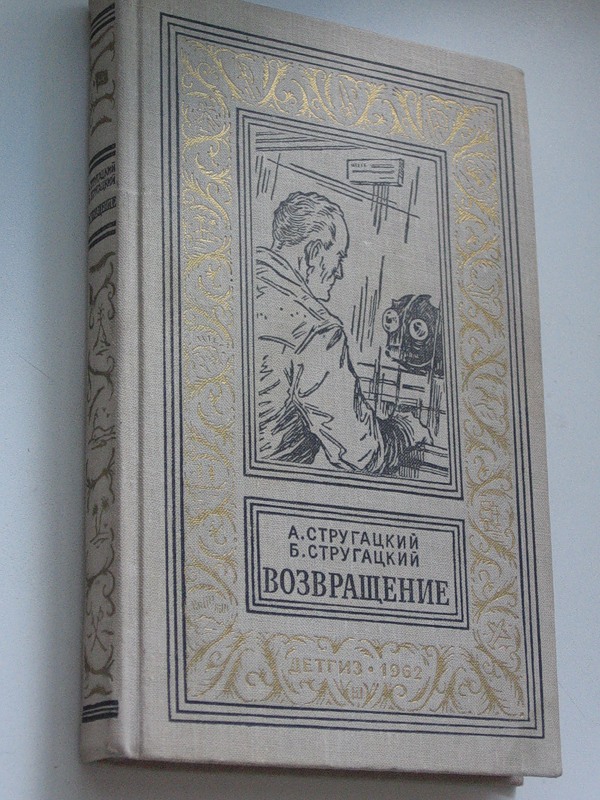 А. СТРУГАЦКИЙ
Б. СТРУГАЦКИЙ
ВОЗВРАЩЕНИЕ
ДЕТГИЗ • 1962